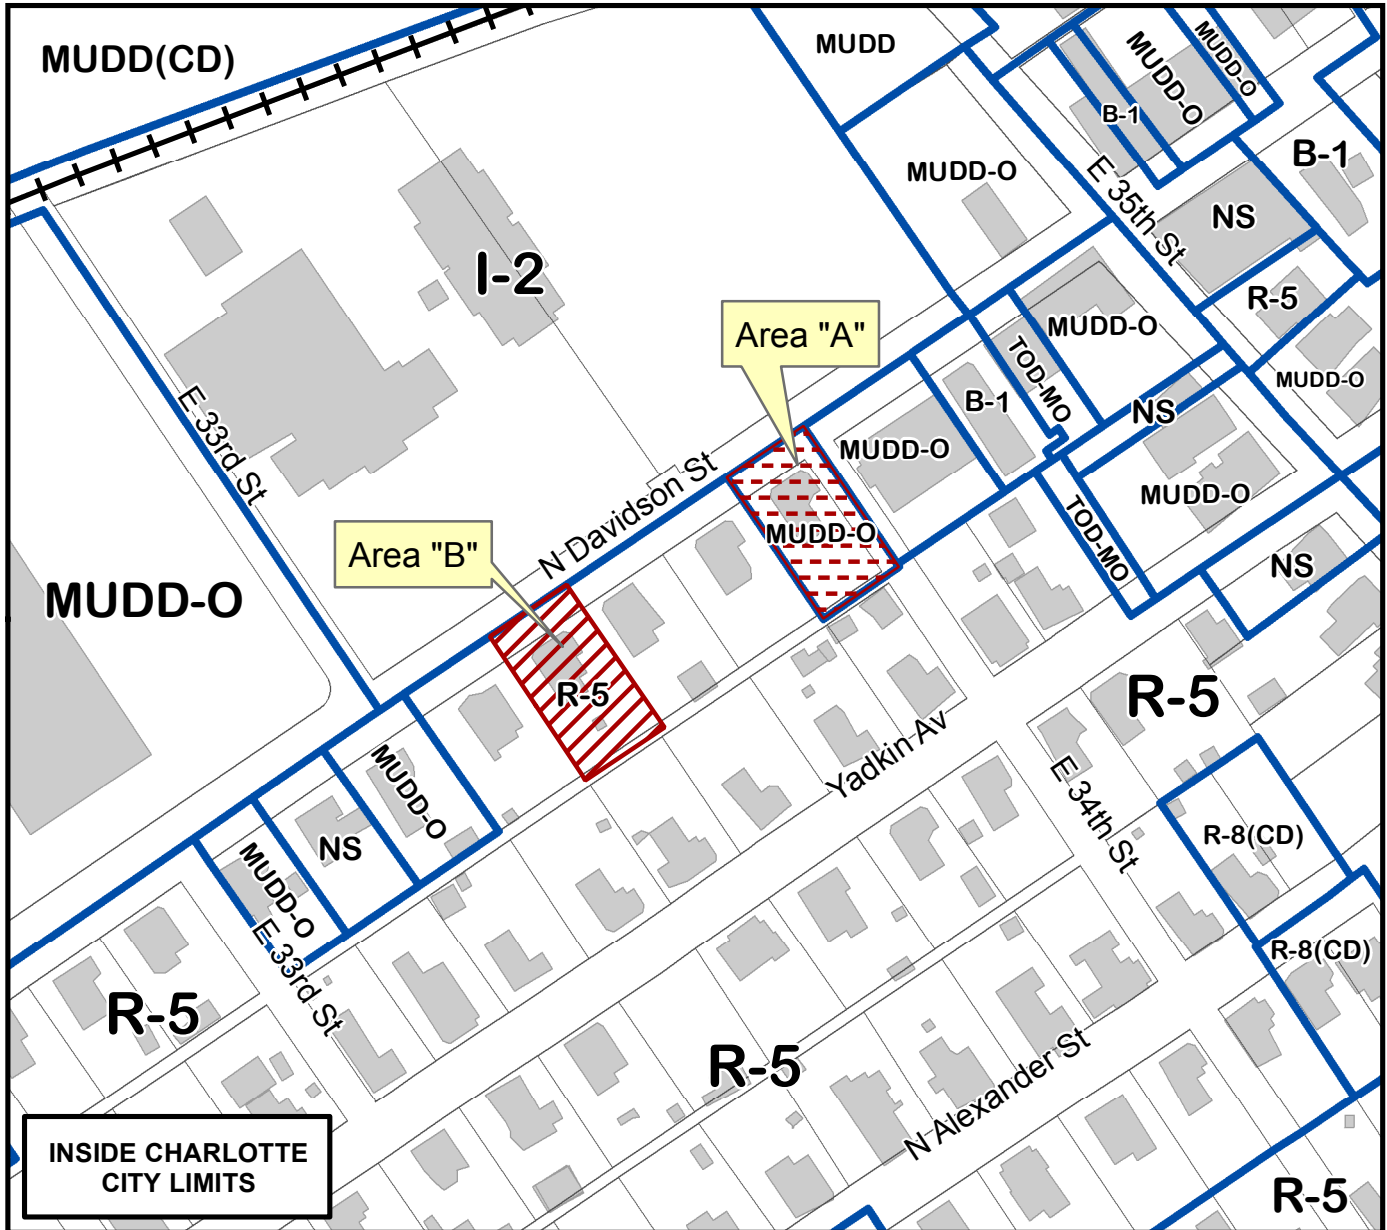 MUDD(CD)
MUDD
MUDD-O
MUDD-O
B-1
B-1
MUDD-O
E 35th St
NS
I-2
R-5
Area "A"
MUDD-O
TOD-MO
MUDD-O
B-1
NS
E 33rd St
MUDD-O
N Davidson St
MUDD-O
TOD-MO
MUDD-O
Area "B"
NS
MUDD-O
R-5
R-5
Yadkin Av
MUDD-O
E 34th St
NS
MUDD-O
R-8(CD)
E 33rd St
R-8(CD)
R-5
R-5
N Alexander St
INSIDE CHARLOTTE
CITY LIMITS
R-5